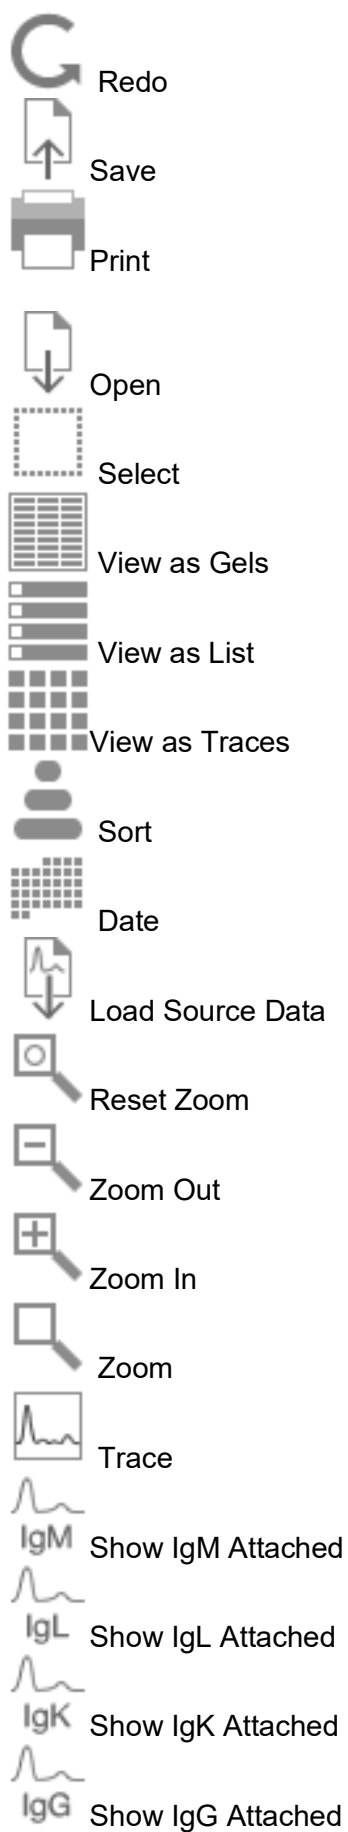 Redo
Save
Print
Open
Select
View as Gels
View as List
View as Traces
Sort
Date
Load Source Data
Reset Zoom
Zoom Out
Zoom In
Zoom
Trace
IgM Show IgM Attached
IgL Show IgL Attached
IgK Show IgK Attached
IgG Show IgG Attached